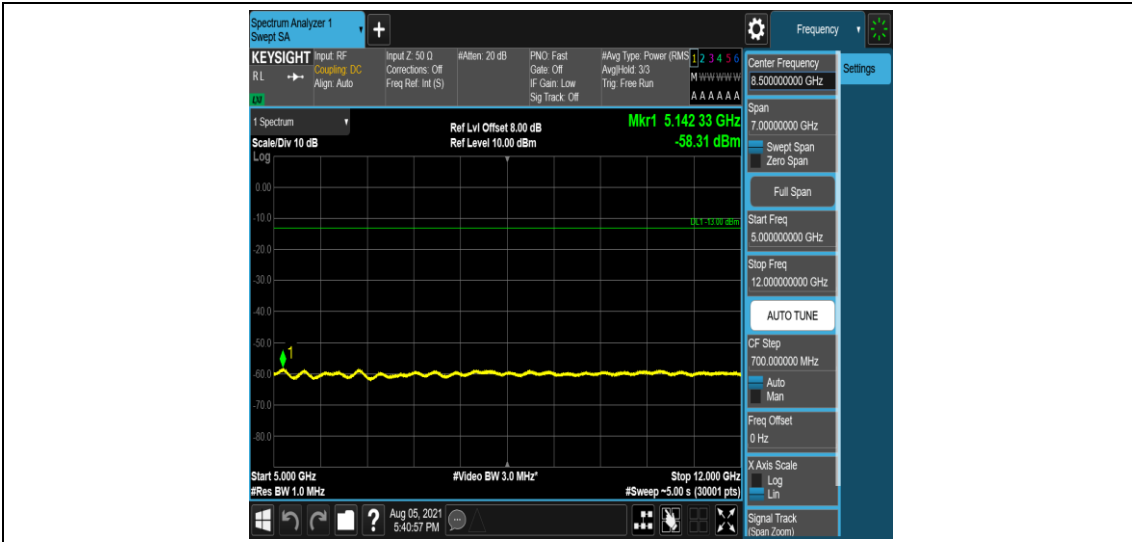 Spectrum Analyzer 1
Swept SA
+
Frequency
KEYSIGHT
RL
LXI
Input: RF
Coupling: DC
Align: Auto
Input Z: 50 Ω
Corrections: Off
Freq Ref: Int (S)
#Atten: 20 dB
PNO: Fast
Gate: Off
IF Gain: Low
Sig Track: Off
#Avg Type: Power (RMS
Avg|Hold: 3/3
Trig: Free Run
1 2 3 4 5 6
M W W W W W
A A A A A A
1 Spectrum
Scale/Div 10 dB
Log
Ref Lvl Offset 8.00 dB
Ref Level 10.00 dBm
Mkr1 5.142 33 GHz
-58.31 dBm
0.00
-10.0
DL1 -13.00 dBm
-20.0
-30.0
-40.0
-50.0
1
-60.0
-70.0
-80.0
Start 5.000 GHz
#Res BW 1.0 MHz
#Video BW 3.0 MHz*
Stop 12.000 GHz
#Sweep ~5.00 s (30001 pts)
Center Frequency
8.500000000 GHz
Settings
Span
7.00000000 GHz
Swept Span
Zero Span
Full Span
Start Freq
5.000000000 GHz
Stop Freq
12.000000000 GHz
AUTO TUNE
CF Step
700.000000 MHz
Auto
Man
Freq Offset
0 Hz
X Axis Scale
Log
Lin
Signal Track
(Span Zoom)
?
Aug 05, 2021
5:40:57 PM